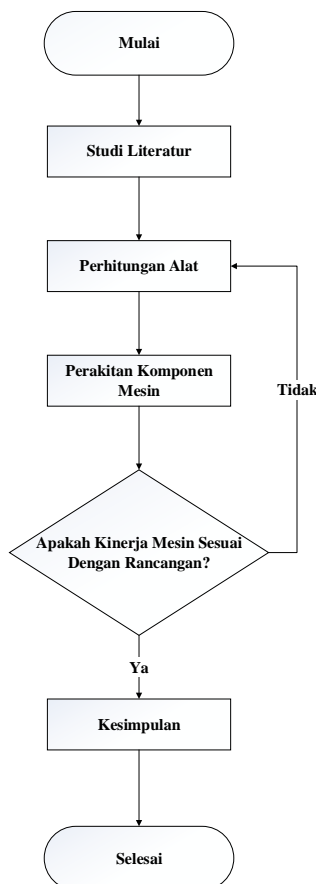 Mulai
Studi Literatur
Perhitungan Alat
Perakitan Komponen
Mesin
Tidak
Apakah Kinerja Mesin Sesuai
Dengan Rancangan?
Ya
Kesimpulan
Selesai